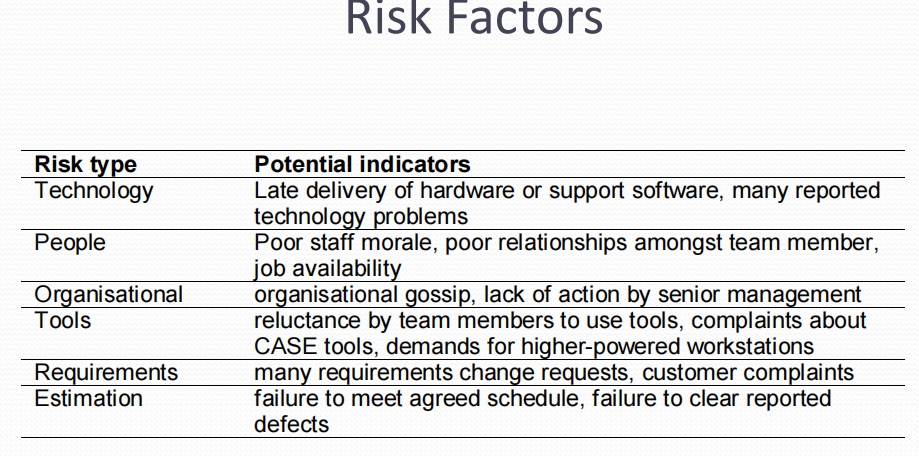 Risk Factors
Risk type Potential indicators
Technology Late delivery of hardware or support software, many reported
technology problems
People Poor staff morale, poor relationships amongst team member,
job availability
Organisational organisational gossip, lack of action by senior management
Tools reluctance by team members to use tools, complaints about
CASE tools, demands for higher-powered workstations
Requirements many requirements change requests, customer complaints
Estimation failure to meet agreed schedule, failure to clear reported
defects